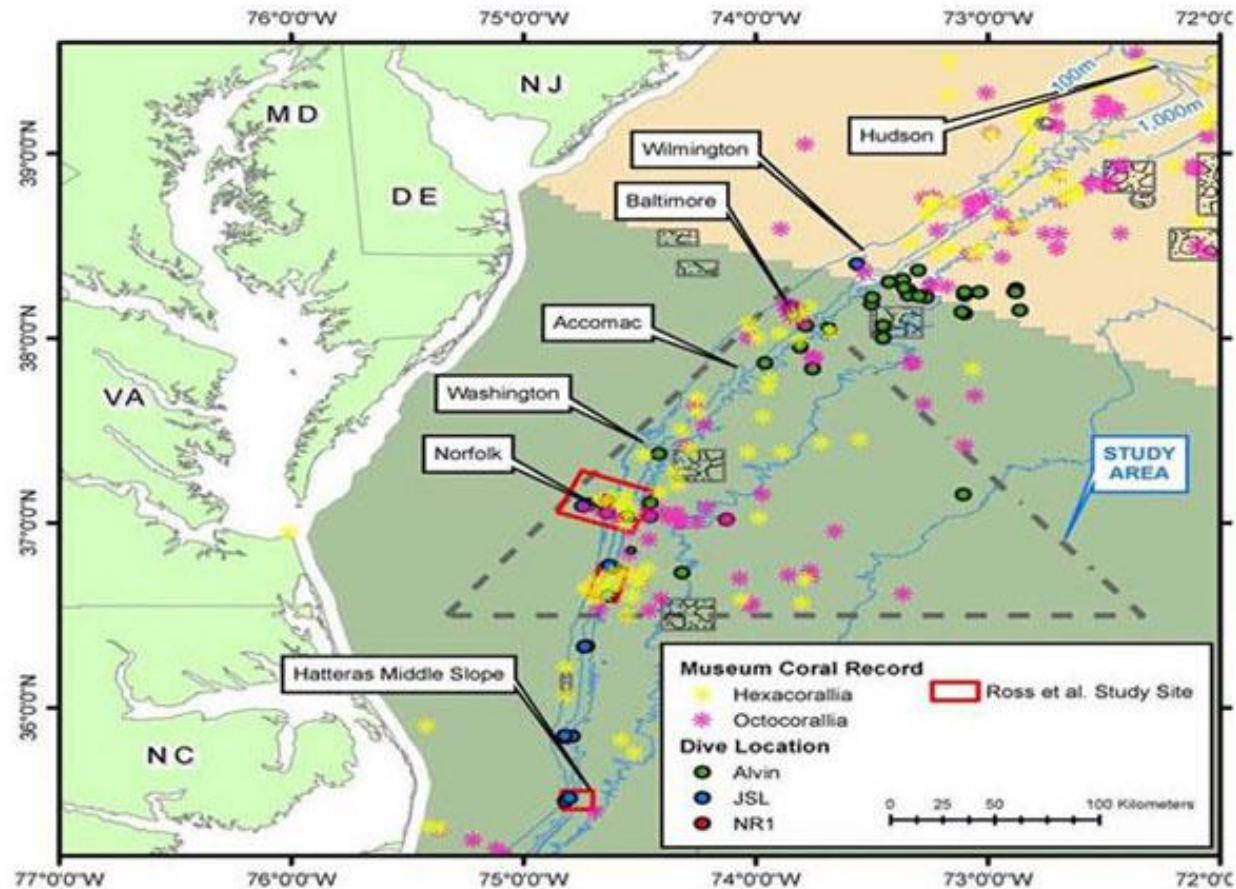 76°0'0"W 75°0'0"W 74°0'0"W 73°0'0"W 72°0'0
NJ
MD
100m
Hudson
1,000m
39°0'0"N
Wilmington
DE
Baltimore
38°0'0"N
Accomac
VA
Washington
Norfolk
STUDY
AREA
37°0'0"N
Hatteras Middle Slope
36°0'0"N
NC
Museum Coral Record
Hexacorallia
Octocorallia
Ross et al. Study Site
Dive Location
Alvin
JSL
NR1
0 25 50 100 Kilometers
77°0'0"W 76°0'0"W 75°0'0"W 74°0'0"W 73°0'0"W 72°0'0